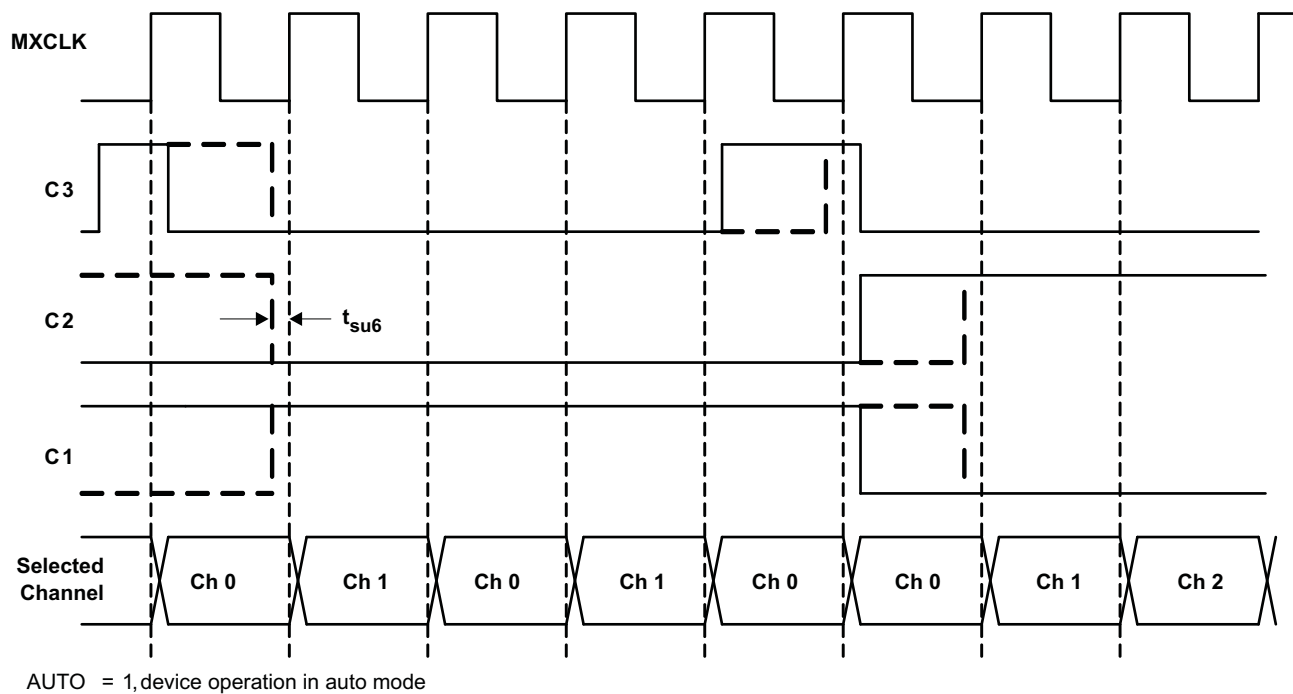 MXCLK
C3
C2
tsu6
C1
Selected
Channel
Ch 0
Ch 1
Ch 0
Ch 1
Ch 0
Ch 0
Ch 1
Ch 2
AUTO = 1, device operation in auto mode